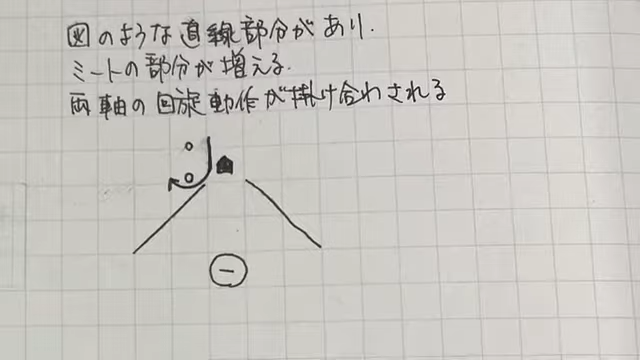 図のような直線部分があり.
ミートの部分が増える.
両軸の回旋動作が掛け合わされる